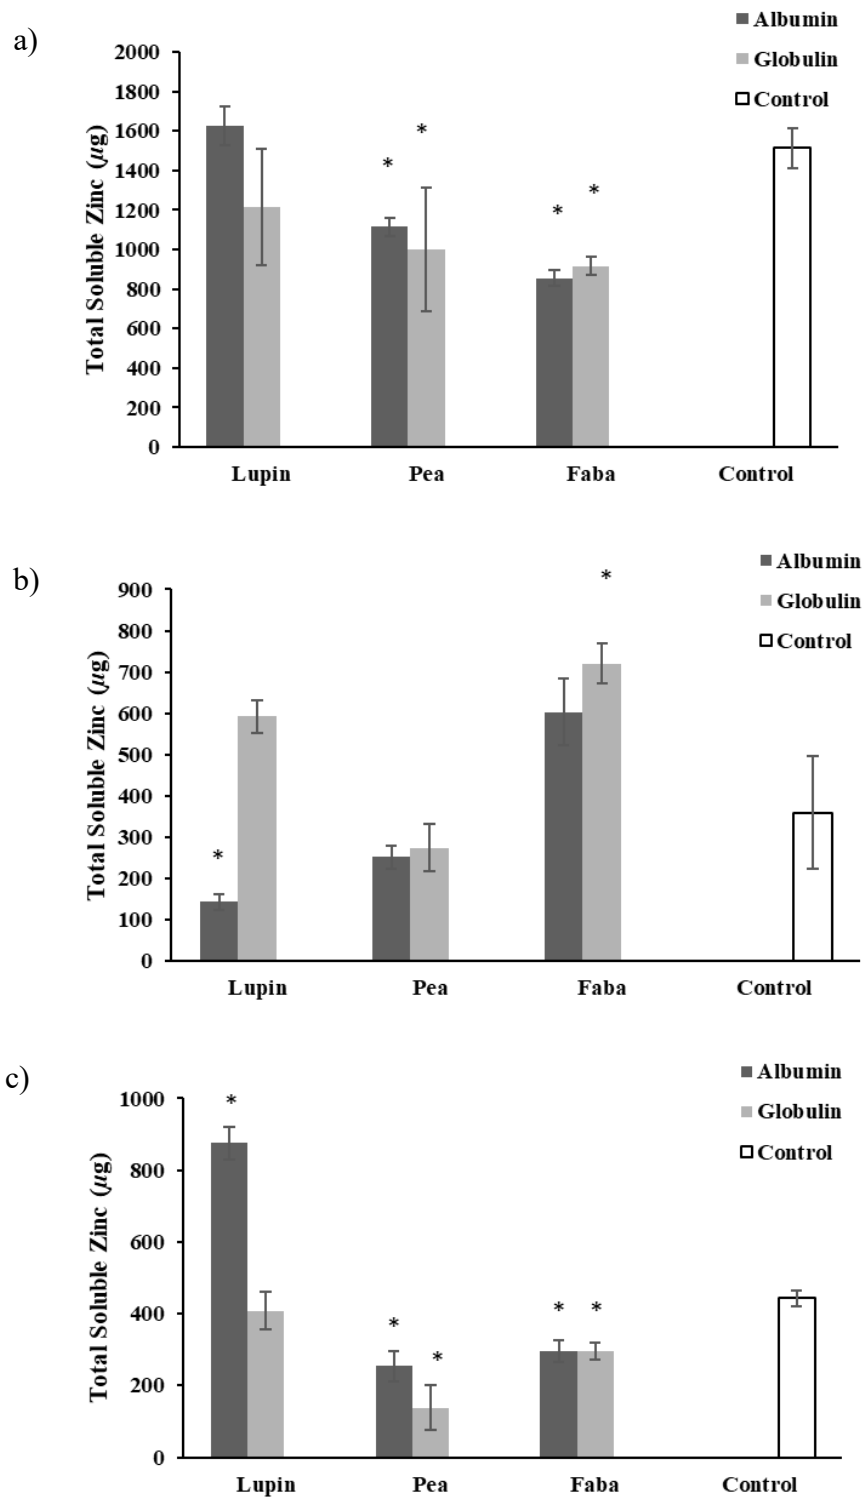 a)
Albumin
Globulin
Control
Total Soluble Zinc (µg)
2000
1800
1600
1400
1200
1000
800
600
400
200
0
*
*
*
*
Lupin Pea Faba Control
b)
Albumin
Globulin
Control
Total Soluble Zinc (µg)
900
800
700
600
500
400
300
200
100
0
*
*
Lupin Pea Faba Control
c)
Albumin
Globulin
Control
Total Soluble Zinc (µg)
1000
800
600
400
200
0
*
*
*
*
*
Lupin Pea Faba Control